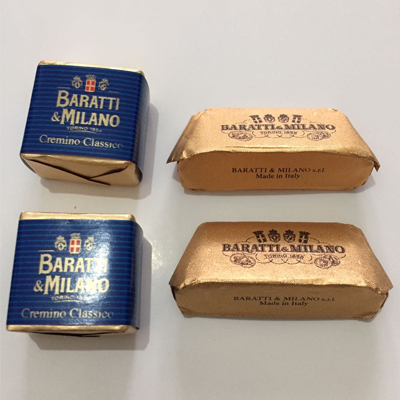 BARATTI
& MILANO
TORINO 1858
Cremino Classico
BARATTI & MILANO
TORINO 1858
BARATTI & MILANO s.r.l.
Made in Italy
BARATTI
& MILANO
TORINO 1858
Cremino Classico
BARATTI & MILANO
TORINO 1858
BARATTI & MILANO s.r.l.
Made in Italy